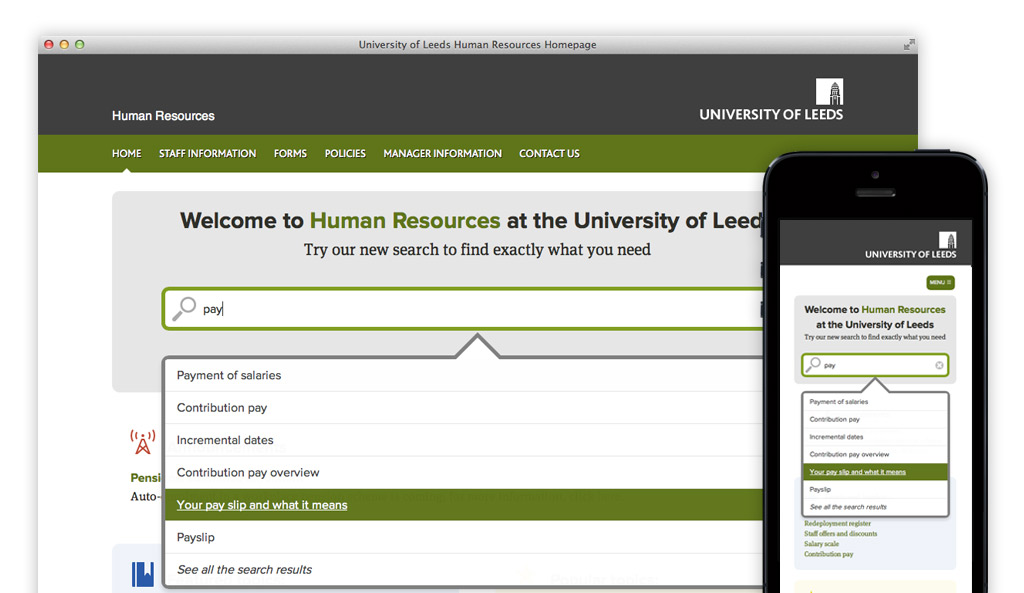 University of Leeds Human Resources Homepage
Human Resources
UNIVERSITY OF LEEDS
HOME STAFF INFORMATION FORMS POLICIES MANAGER INFORMATION CONTACT US
Welcome to Human Resources at the University of Leed
Try our new search to find exactly what you need
pay
Payment of salaries
Contribution pay
Incremental dates
Contribution pay overview
Your pay slip and what it means
Payslip
See all the search results
Pensi
Auto-
UNIVERSITY OF LEEDS
MENU
Welcome to Human Resources
at the University of Leeds
Try our new search to find exactly what you need
pay
Payment of salaries
Contribution pay
Incremental dates
Contribution pay overview
Your pay slip and what it means
Payslip
See all the search results
Redeployment register
Staff offers and discounts
Salary scale
Contribution pay